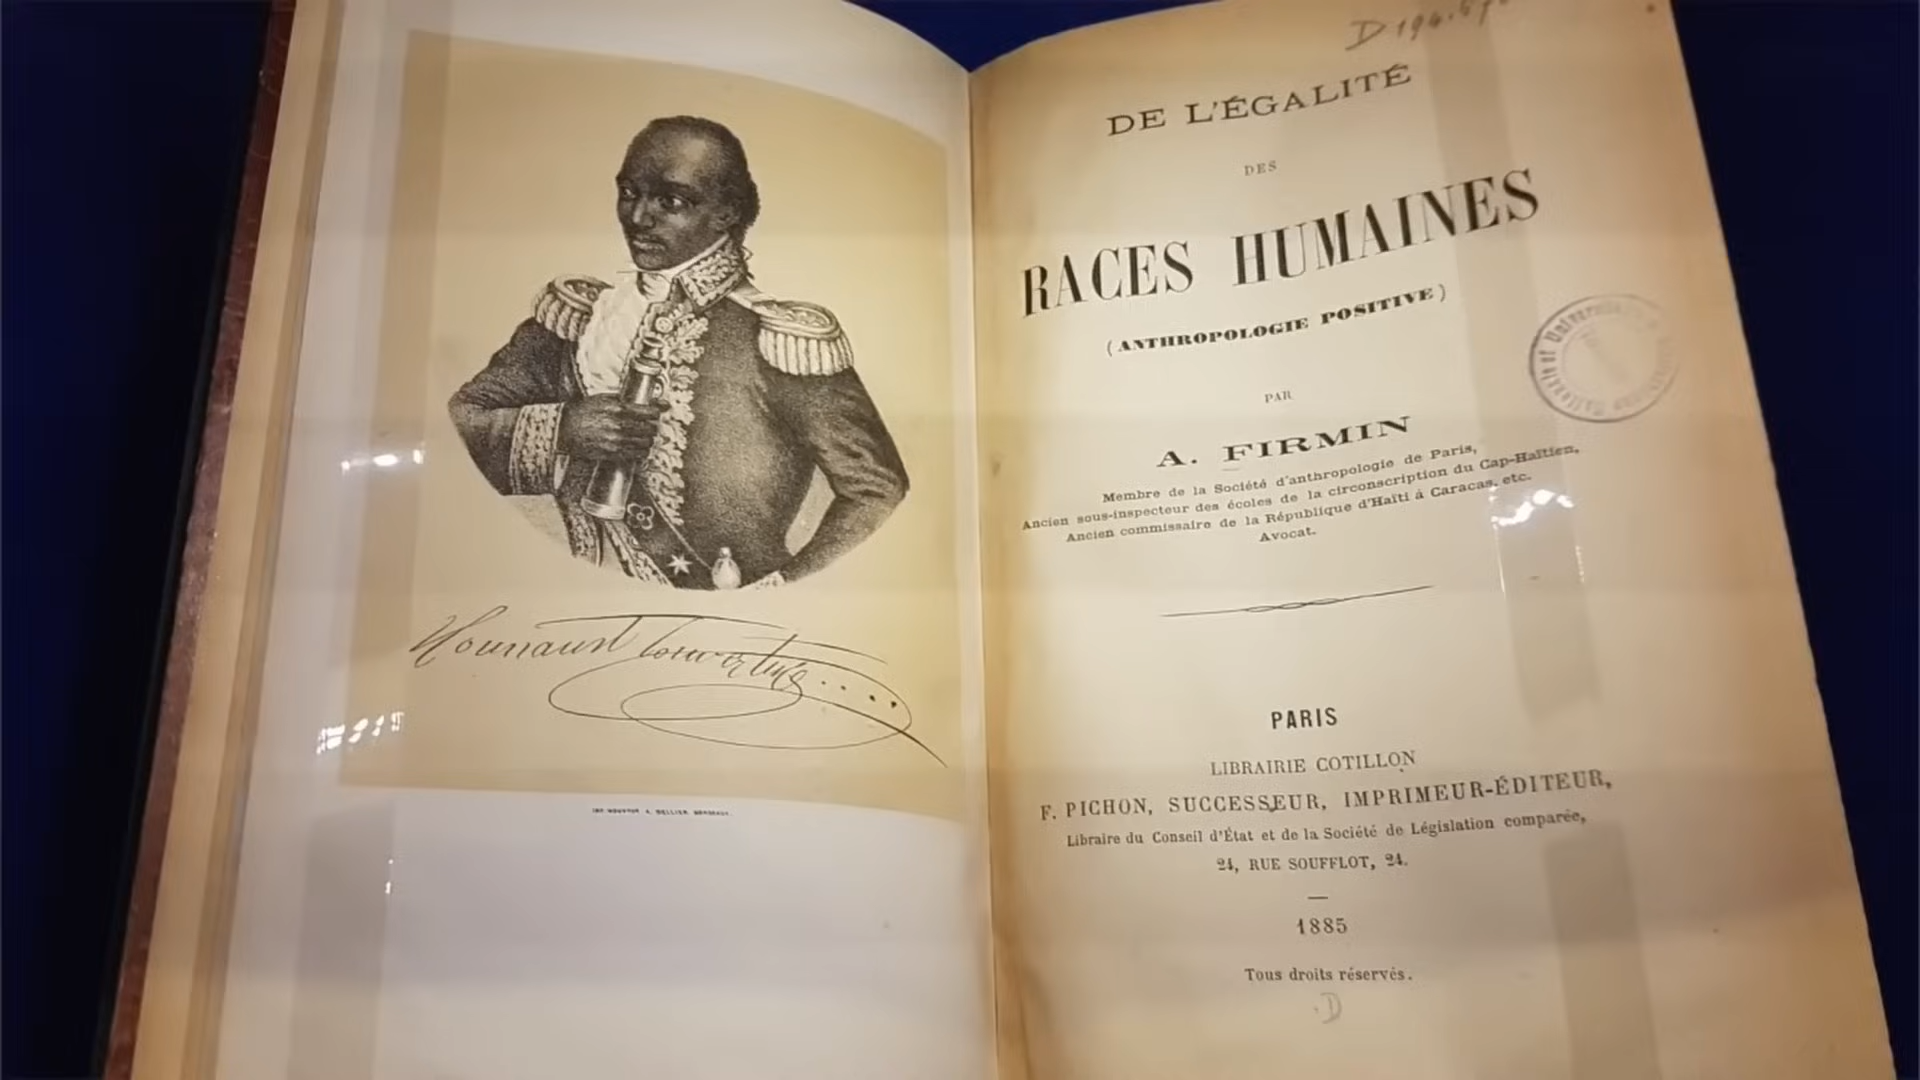 Tounaust Louverture....
D 194.
DE L'ÉGALITÉ
DES
RACES HUMAINES
(ANTHROPOLOGIE POSITIVE)
PAR
A. FIRMIN
Membre de la Société d'anthropologie de Paris,
Ancien sous-inspecteur des écoles de la circonscription du Cap-Haïtien,
Ancien commissaire de la République d'Haïti à Caracas, etc.
Avocat.
PARIS
LIBRAIRIE COTILLON
F. PICHON, SUCCESSEUR, IMPRIMEUR-ÉDITEUR,
Libraire du Conseil d'État et de la Société de Législation comparée,
24, RUE SOUFFLOT, 24.
1885
Tous droits réservés.
D